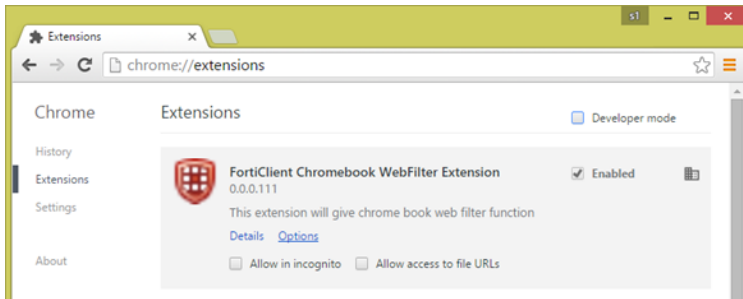 s1
Extensions
chrome://extensions
Chrome
Extensions
Developer mode
History
Extensions
Settings
About
FortiClient Chromebook WebFilter Extension
Enabled
0.0.0.111
This extension will give chrome book web filter function
Details Options
Allow in incognito Allow access to file URLs